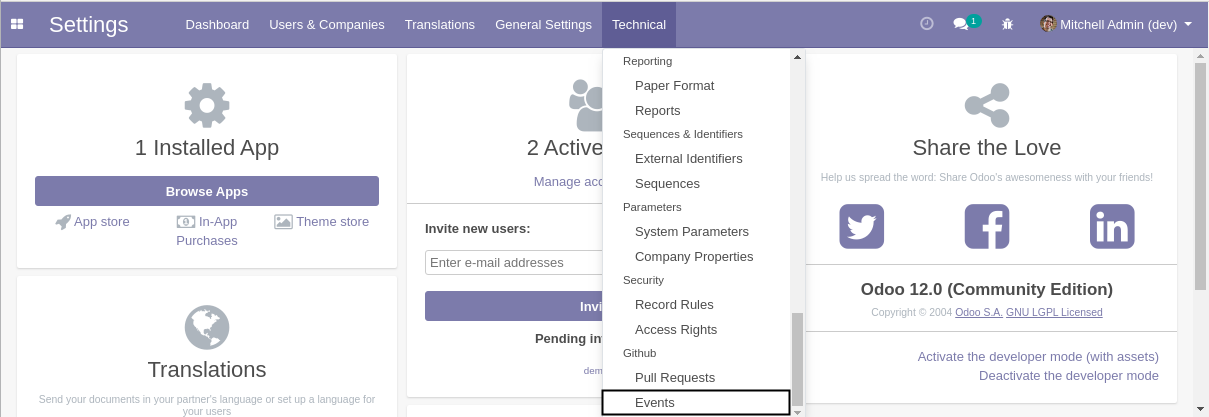 Settings
Dashboard
Users & Companies
Translations
General Settings
Technical
1
Mitchell Admin (dev)
1 Installed App
Browse Apps
App store
In-App
Purchases
Theme store
Translations
Send your documents in your partner's language or set up a language for
your users
2 Active
Manage acc
Invite new users:
Enter e-mail addresses
Invi
Pending in
dem
Reporting
Paper Format
Reports
Sequences & Identifiers
External Identifiers
Sequences
Parameters
System Parameters
Company Properties
Security
Record Rules
Access Rights
Github
Pull Requests
Events
Share the Love
Help us spread the word: Share Odoo's awesomeness with your friends!
Odoo 12.0 (Community Edition)
Copyright © 2004 Odoo S.A. GNU LGPL Licensed
Activate the developer mode (with assets)
Deactivate the developer mode